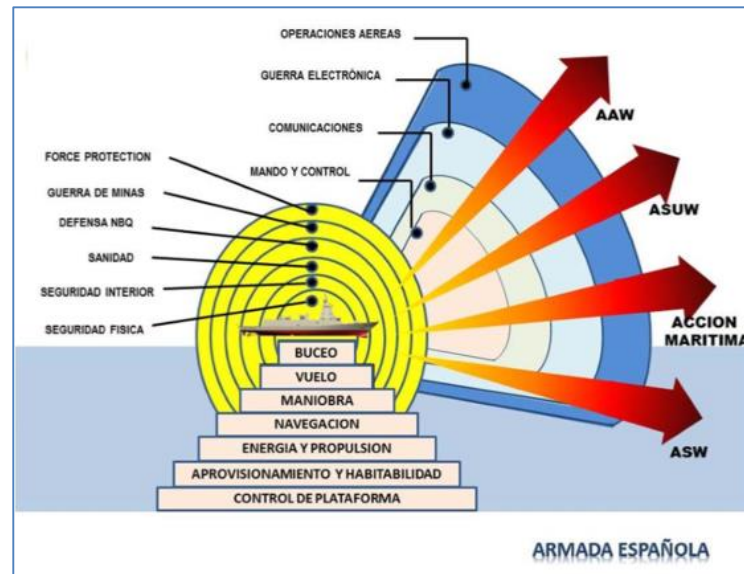 OPERACIONES AEREAS
GUERRA ELECTRÓNICA
COMUNICACIONES
MANDO Y CONTROL
FORCE PROTECTION
GUERRA DE MINAS
DEFENSA NBQ
SANIDAD
SEGURIDAD INTERIOR
SEGURIDAD FISICA
AAW
ASUW
ACCION
MARITIMA
ASW
BUCEO
VUELO
MANIOBRA
NAVEGACION
ENERGIA Y PROPULSION
APROVISIONAMIENTO Y HABITABILIDAD
CONTROL DE PLATAFORMA
ARMADA ESPAÑOLA